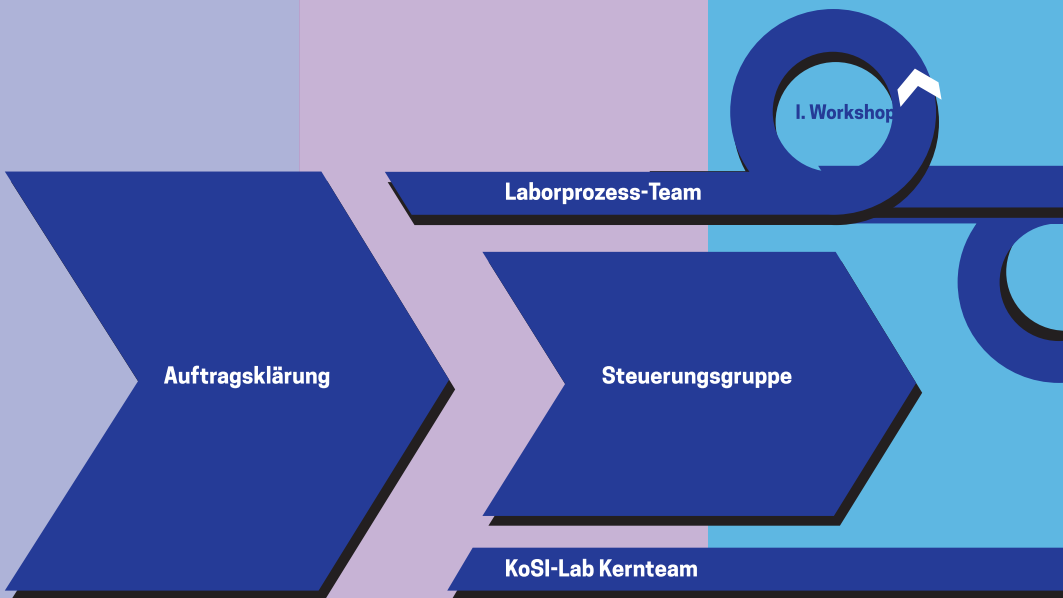 I. Workshop
Laborprozess-Team
Auftragsklärung
Steuerungsgruppe
KoSI-Lab Kernteam